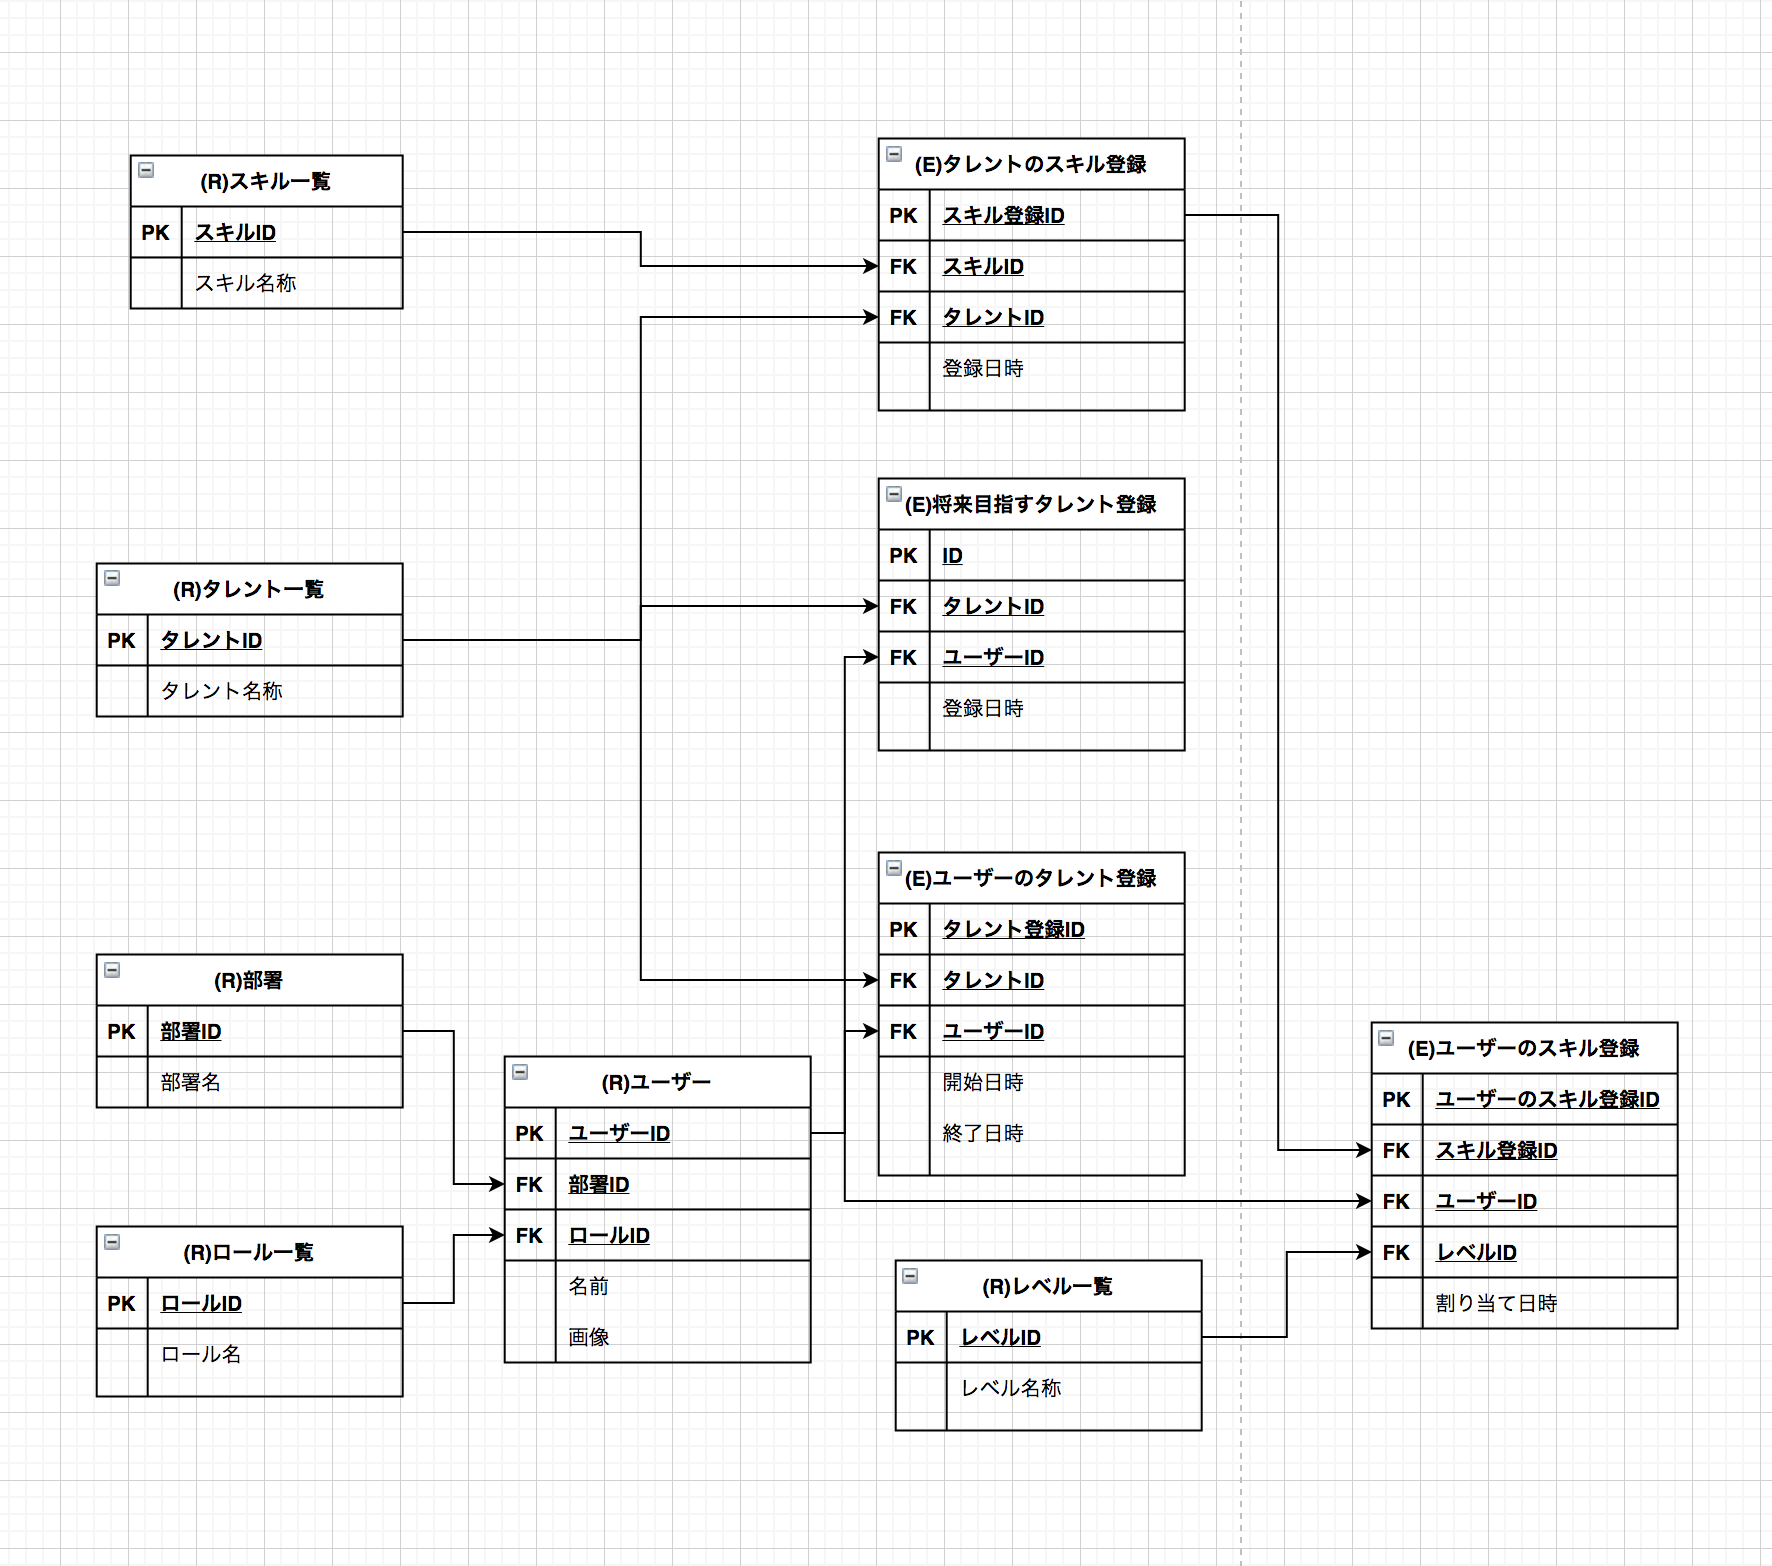 (R)スキル一覧
PK スキルID
スキル名称
(R)タレント一覧
PK タレントID
タレント名称
(R)部署
PK 部署ID
部署名
(R)ロール一覧
PK ロールID
ロール名
(R)ユーザー
PK ユーザーID
FK 部署ID
FK ロールID
名前
画像
(E)タレントのスキル登録
PK スキル登録ID
FK スキルID
FK タレントID
登録日時
(E)将来目指すタレント登録
PK ID
FK タレントID
FK ユーザーID
登録日時
(E)ユーザーのタレント登録
PK タレント登録ID
FK タレントID
FK ユーザーID
開始日時
終了日時
(R)レベル一覧
PK レベルID
レベル名称
(E)ユーザーのスキル登録
PK ユーザーのスキル登録ID
FK スキル登録ID
FK ユーザーID
FK レベルID
割り当て日時